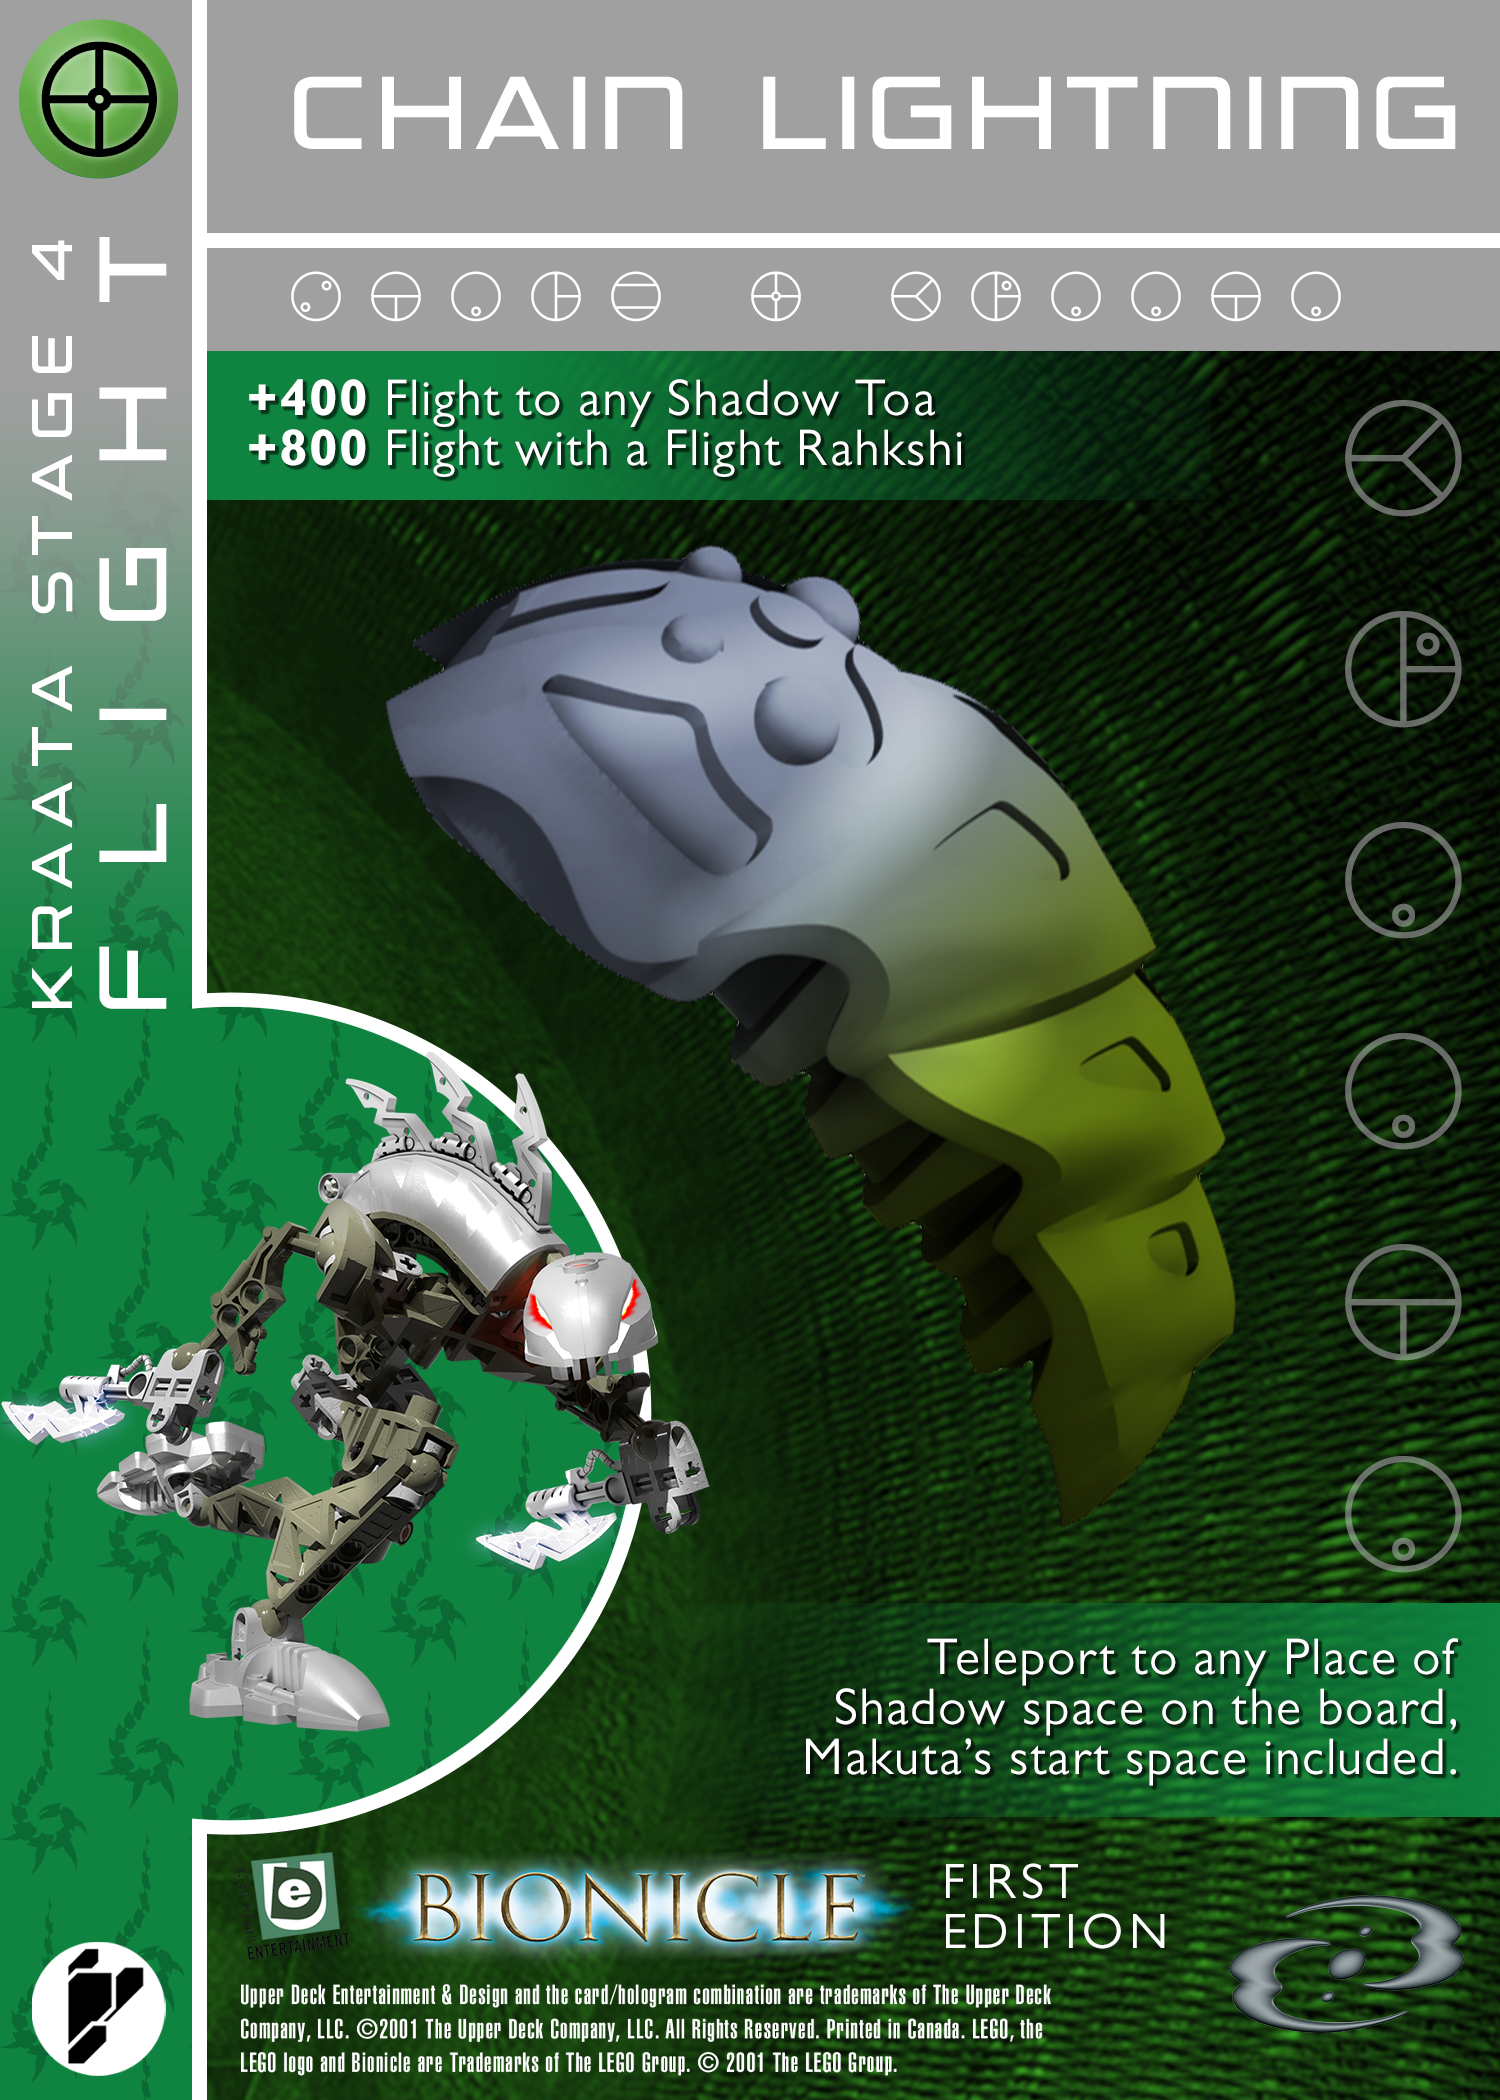 CHAIN LIGHTNING
KRAATA STAGE 4
FLIGHT
+400 Flight to any Shadow Toa
+800 Flight with a Flight Rahkshi
Teleport to any Place of
Shadow space on the board,
Makuta's start space included.
e
ENTERTAINMENT
BIONICLE
FIRST
EDITION
Upper Deck Entertainment & Design and the card/hologram combination are trademarks of The Upper Deck
Company, LLC. ©2001 The Upper Deck Company, LLC. All Rights Reserved. Printed in Canada. LEGO, the
LEGO logo and Bionicle are Trademarks of The LEGO Group. © 2001 The LEGO Group.